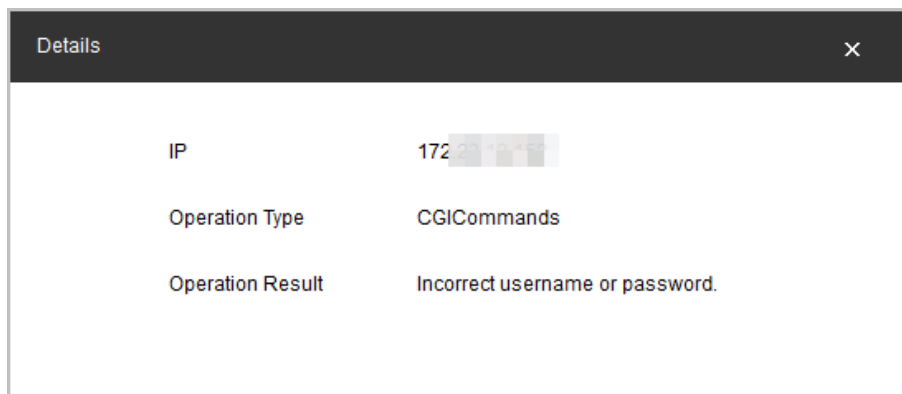 Details
IP 172
Operation Type CGICommands
Operation Result Incorrect username or password.